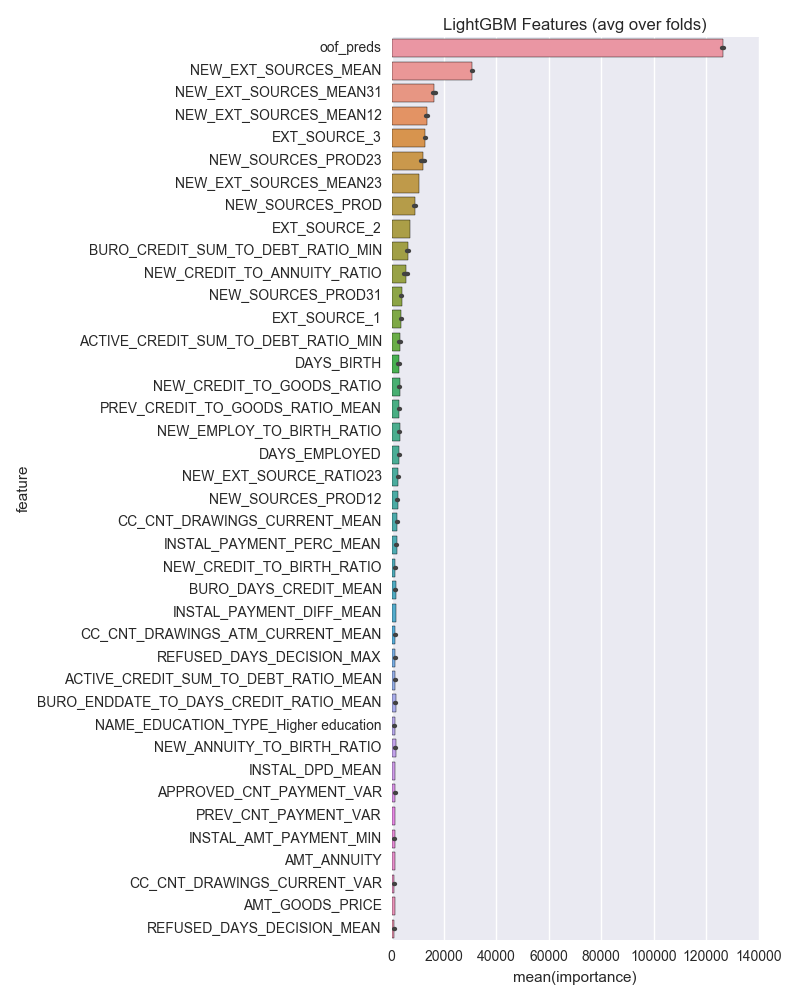 LightGBM Features (avg over folds)
oof_preds
NEW_EXT_SOURCES_MEAN
NEW_EXT_SOURCES_MEAN31
NEW_EXT_SOURCES_MEAN12
EXT_SOURCE_3
NEW_SOURCES_PROD23
NEW_EXT_SOURCES_MEAN23
NEW_SOURCES_PROD
EXT_SOURCE_2
BURO_CREDIT_SUM_TO_DEBT_RATIO_MIN
NEW_CREDIT_TO_ANNUITY_RATIO
NEW_SOURCES_PROD31
EXT_SOURCE_1
ACTIVE_CREDIT_SUM_TO_DEBT_RATIO_MIN
DAYS_BIRTH
NEW_CREDIT_TO_GOODS_RATIO
PREV_CREDIT_TO_GOODS_RATIO_MEAN
NEW_EMPLOY_TO_BIRTH_RATIO
DAYS_EMPLOYED
NEW_EXT_SOURCE_RATIO23
NEW_SOURCES_PROD12
CC_CNT_DRAWINGS_CURRENT_MEAN
INSTAL_PAYMENT_PERC_MEAN
NEW_CREDIT_TO_BIRTH_RATIO
BURO_DAYS_CREDIT_MEAN
INSTAL_PAYMENT_DIFF_MEAN
CC_CNT_DRAWINGS_ATM_CURRENT_MEAN
REFUSED_DAYS_DECISION_MAX
ACTIVE_CREDIT_SUM_TO_DEBT_RATIO_MEAN
BURO_ENDDATE_TO_DAYS_CREDIT_RATIO_MEAN
NAME_EDUCATION_TYPE_Higher education
NEW_ANNUITY_TO_BIRTH_RATIO
INSTAL_DPD_MEAN
APPROVED_CNT_PAYMENT_VAR
PREV_CNT_PAYMENT_VAR
INSTAL_AMT_PAYMENT_MIN
AMT_ANNUITY
CC_CNT_DRAWINGS_CURRENT_VAR
AMT_GOODS_PRICE
REFUSED_DAYS_DECISION_MEAN
feature
0 20000 40000 60000 80000 100000 120000 140000
mean(importance)